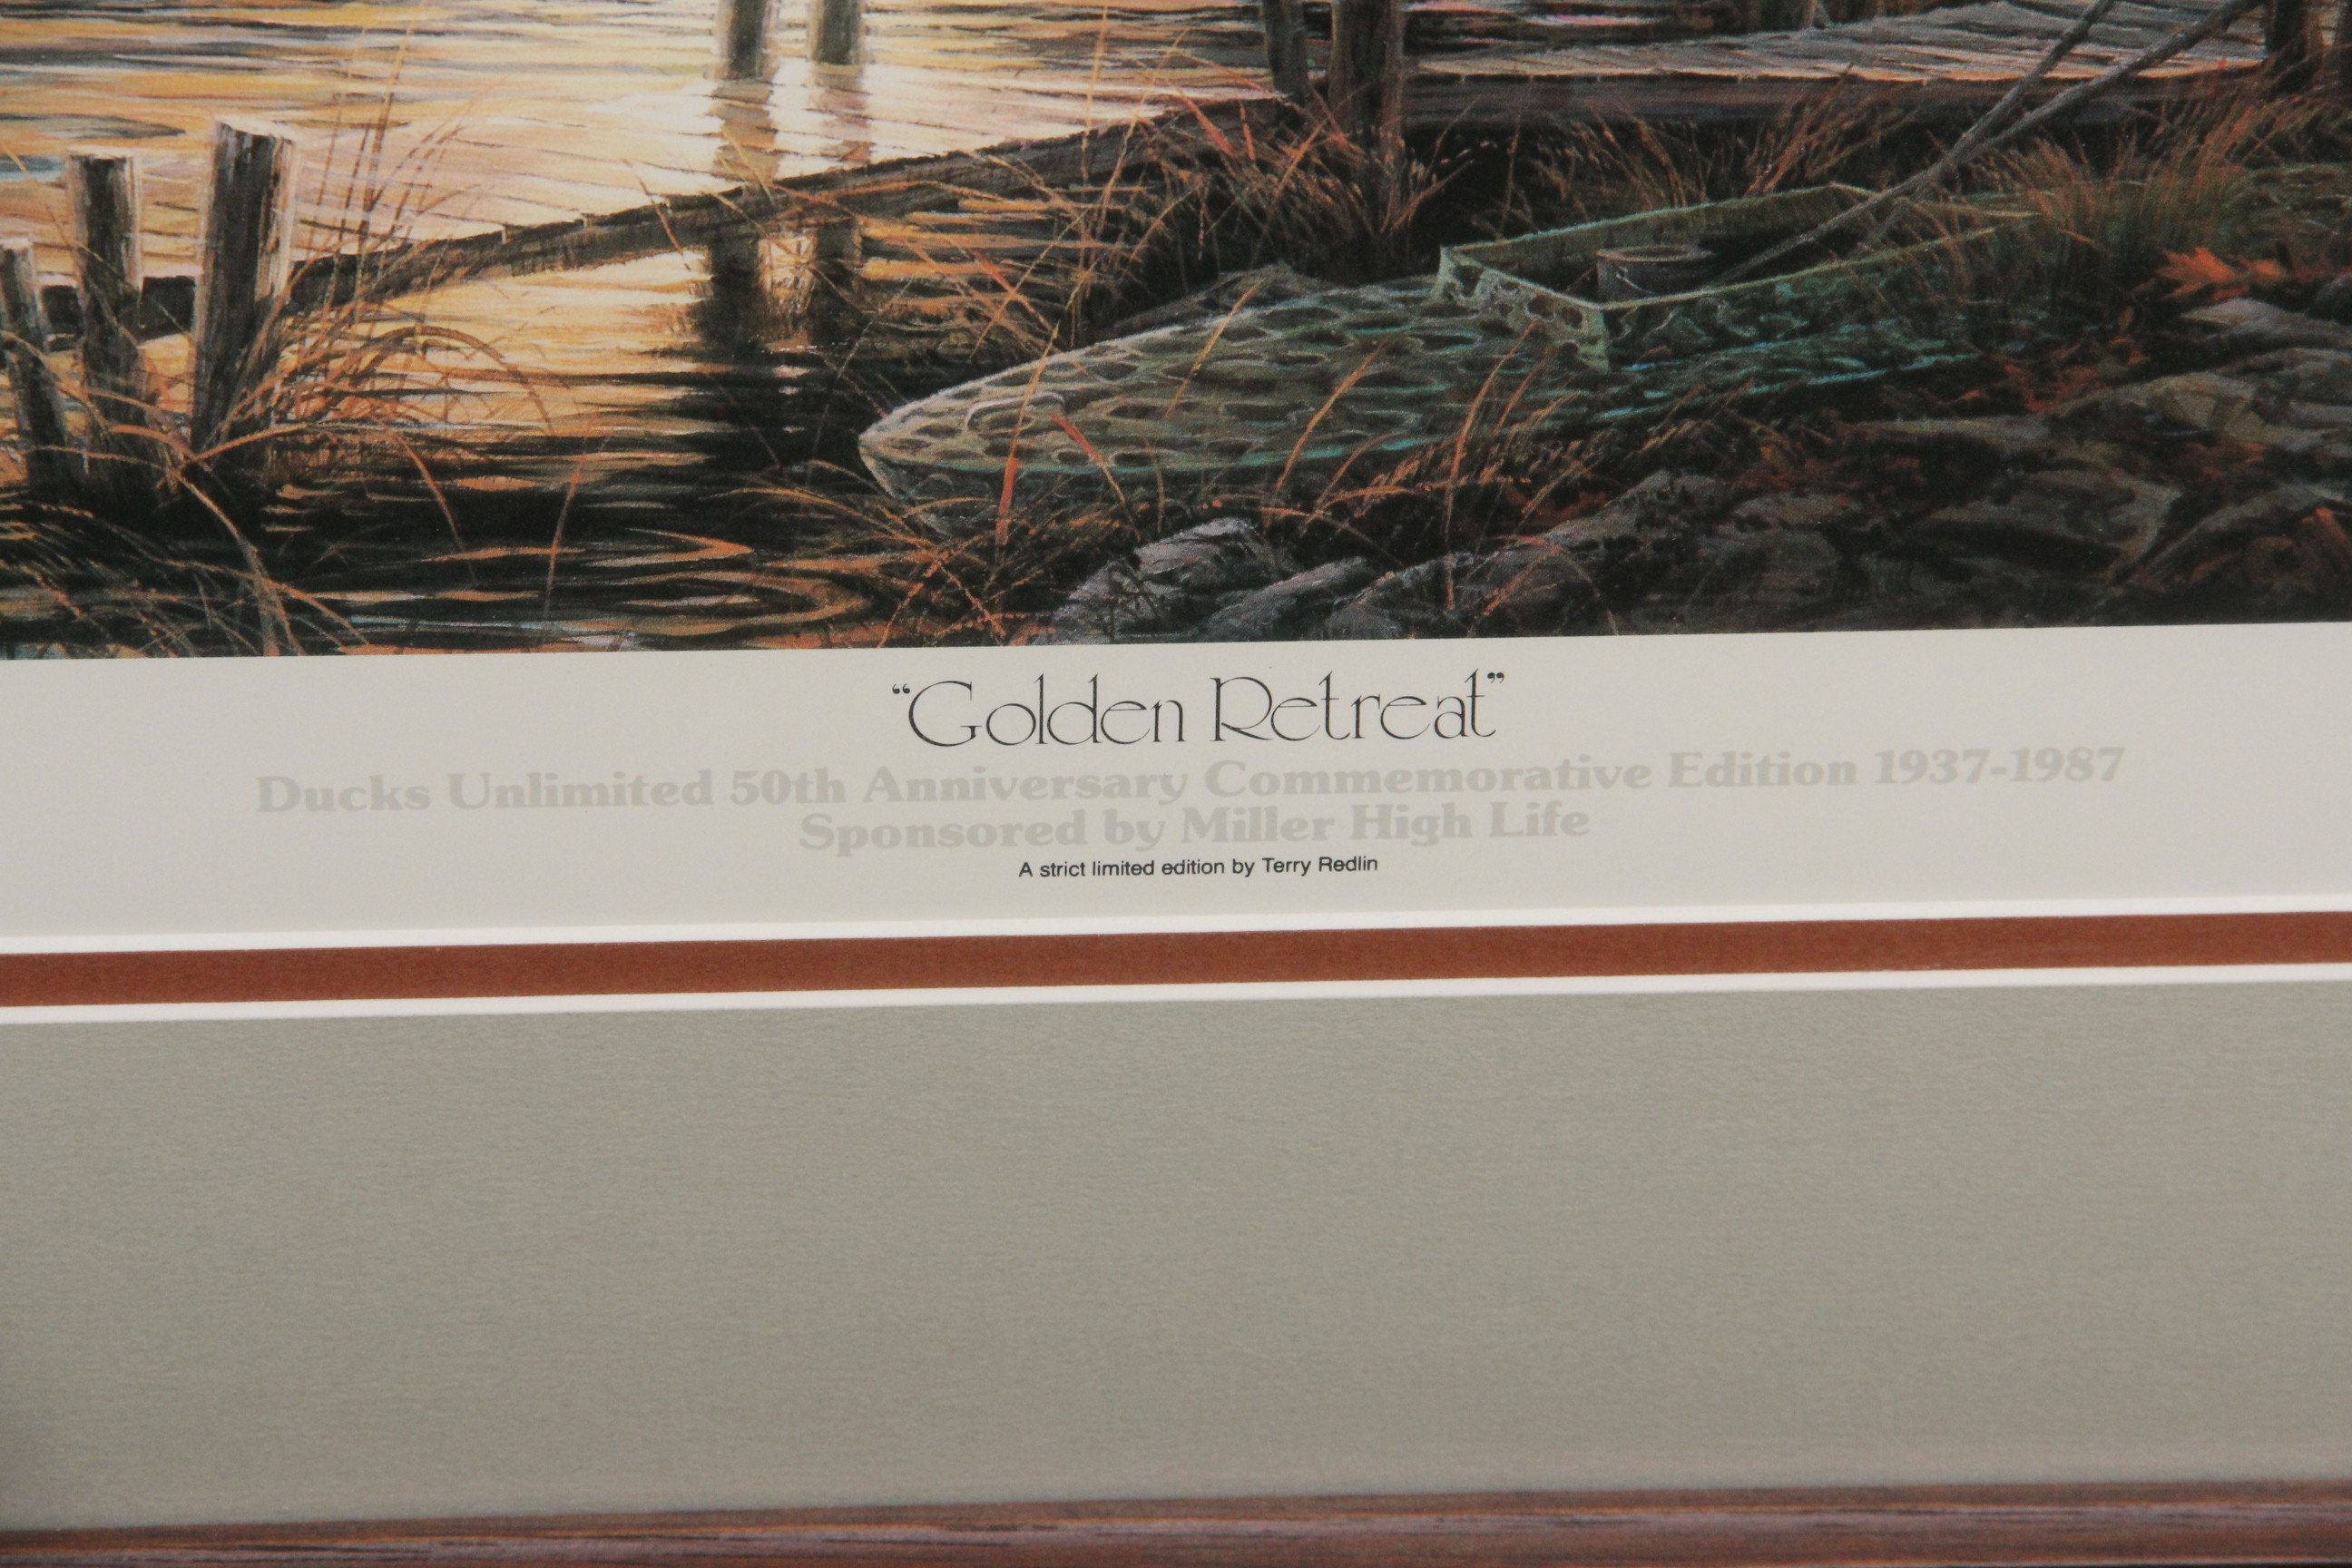 “Golden Retreat”
Ducks Unlimited 50th Anniversary Commemorative Edition 1937-1987
Sponsored by Miller High Life
A strict limited edition by Terry Redlin